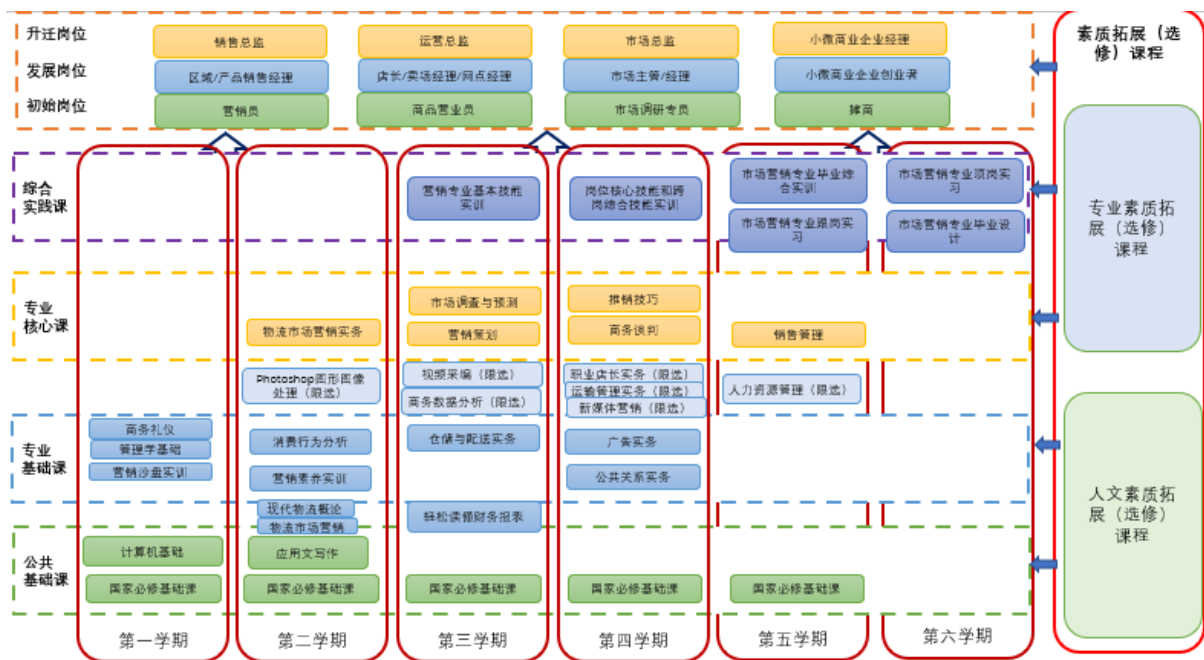 升迁岗位
销售总监
运营总监
市场总监
小微商业企业经理
发展岗位
区域/产品销售经理
店长/卖场经理/网点经理
市场主管/经理
小微商业企业创业者
初始岗位
营销员
商品营业员
市场调研专员
摊商
素质拓展（选
修）课程
综合
实践课
营销专业基本技能
实训
岗位核心技能和跨
岗综合技能实训
市场营销专业毕业综
合实训
市场营销专业顶岗实
习
市场营销专业跟岗实
习
市场营销专业毕业设
计
专业素质拓
展（选修）
课程
专业
核心课
物流市场营销实务
市场调查与预测
营销策划
推销技巧
商务谈判
销售管理
Photoshop图形图像
处理（限选）
视频采编（限选）
商务数据分析（限选）
职业店长实务（限选）
运输管理实务（限选）
新媒体营销（限选）
人力资源管理（限选）
专业
基础课
商务礼仪
管理学基础
营销沙盘实训
消费行为分析
营销素养实训
现代物流概论
物流市场营销
仓储与配送实务
轻松读懂财务报表
广告实务
公共关系实务
人文素质拓
展（选修）
课程
公共
基础课
计算机基础
应用文写作
国家必修基础课
国家必修基础课
国家必修基础课
国家必修基础课
国家必修基础课
第一学期
第二学期
第三学期
第四学期
第五学期
第六学期